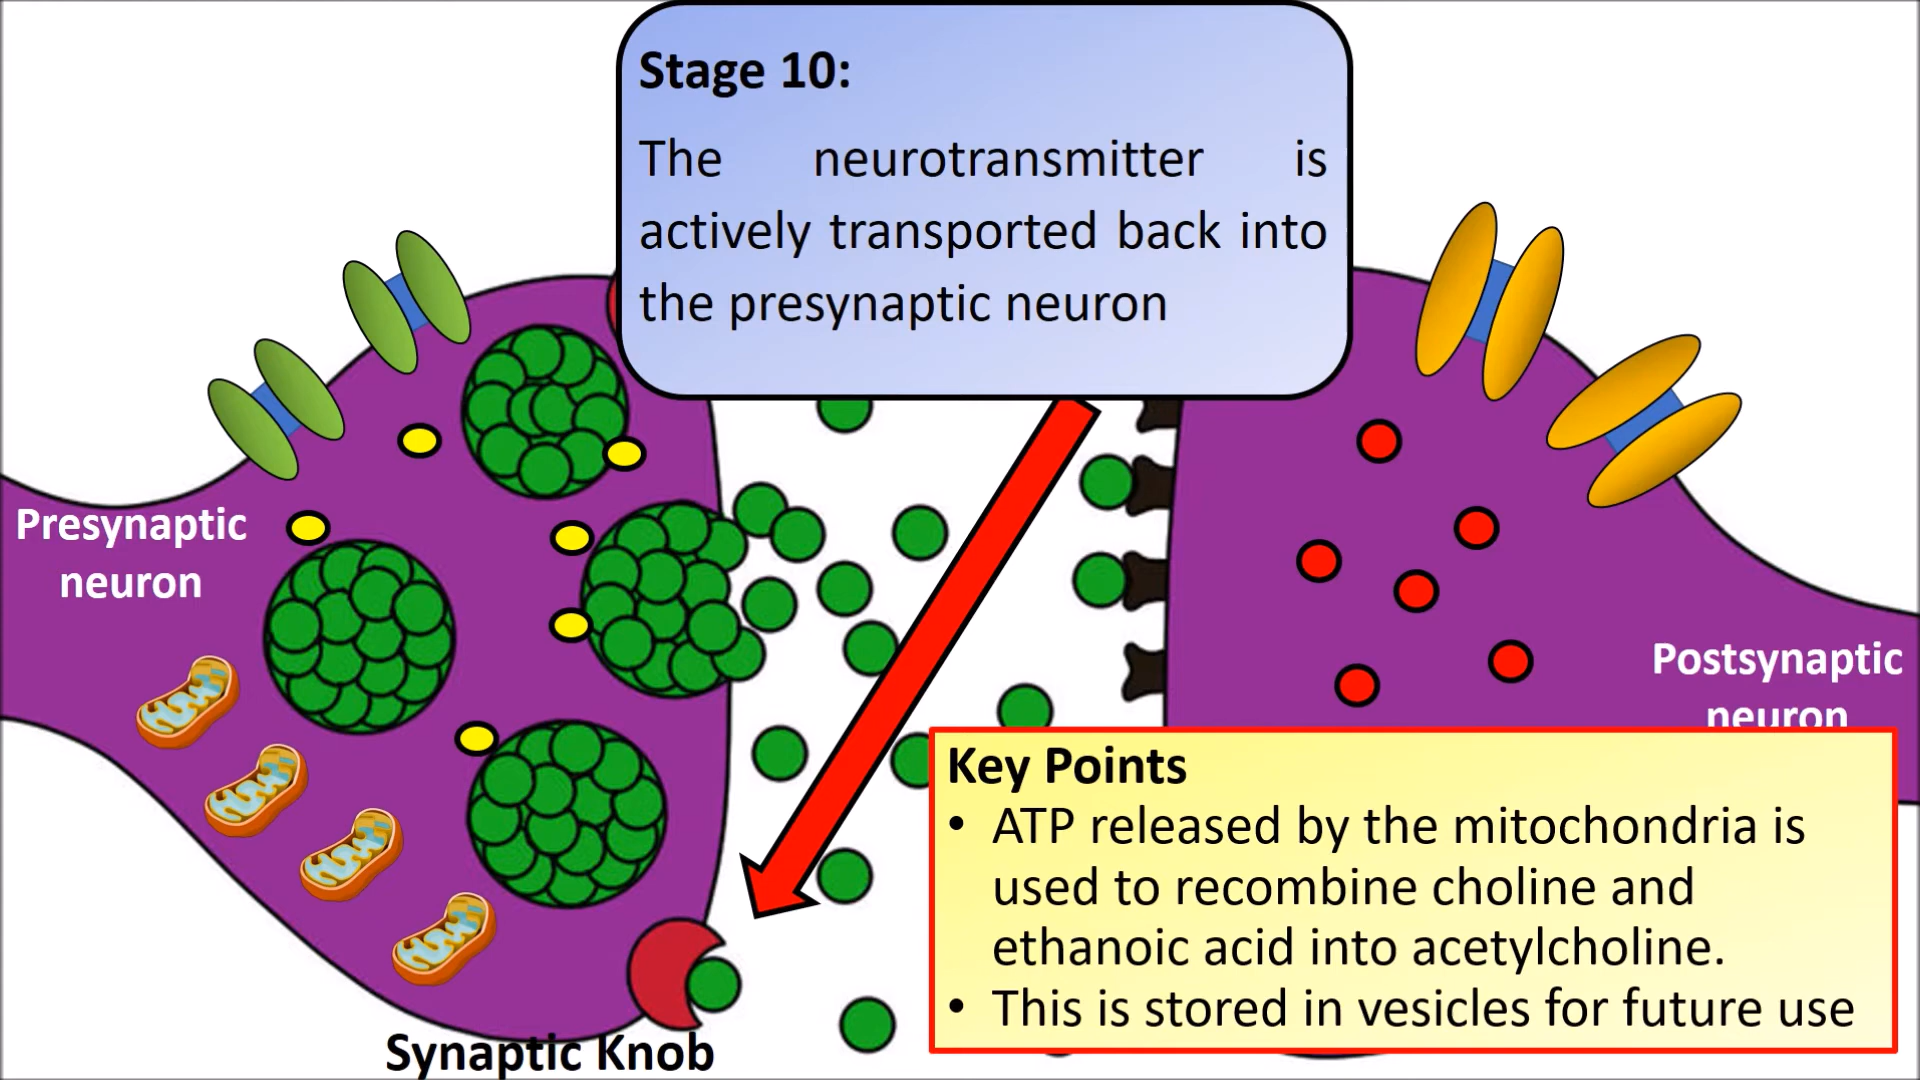 Stage 10:
The neurotransmitter is
actively transported back into
the presynaptic neuron
Presynaptic
neuron
Postsynaptic
neuron
Key Points
• ATP released by the mitochondria is
used to recombine choline and
ethanoic acid into acetylcholine.
• This is stored in vesicles for future use
Synaptic Knob